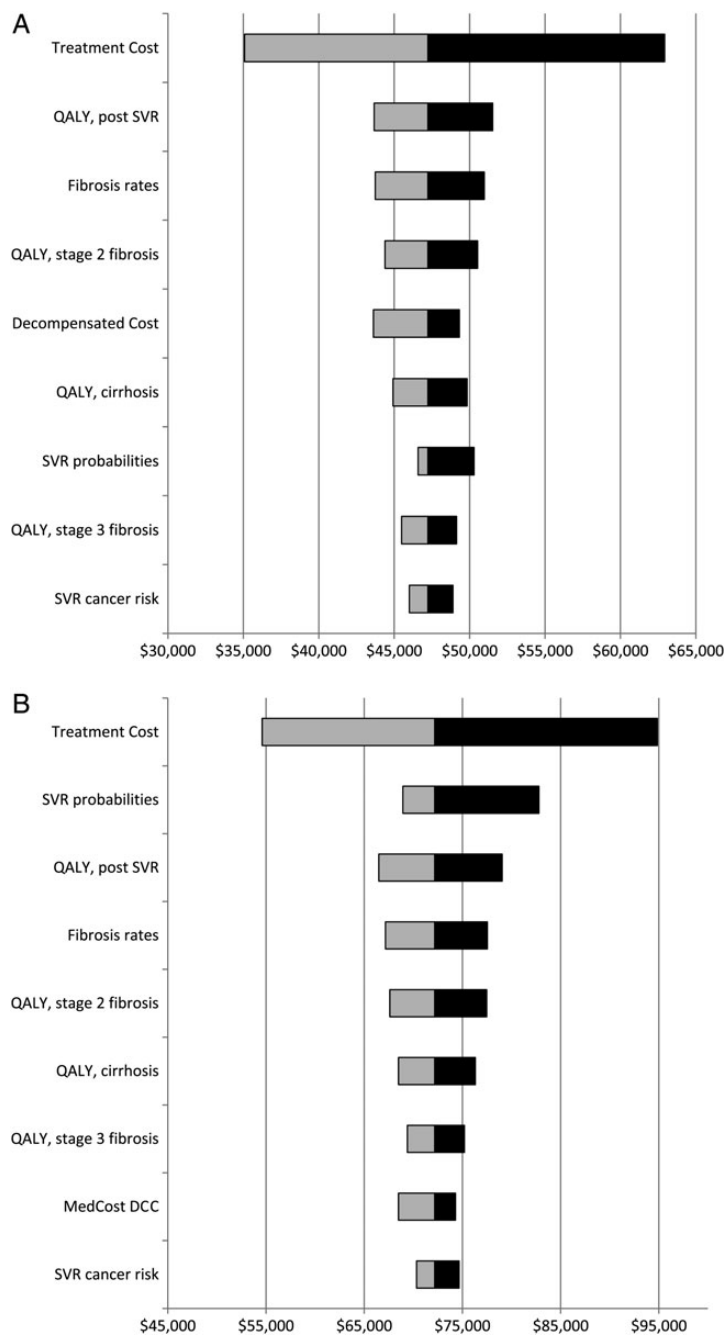 A
Treatment Cost
QALY, post SVR
Fibrosis rates
QALY, stage 2 fibrosis
Decompensated Cost
QALY, cirrhosis
SVR probabilities
QALY, stage 3 fibrosis
SVR cancer risk
$30,000 $35,000 $40,000 $45,000 $50,000 $55,000 $60,000 $65,000
B
Treatment Cost
SVR probabilities
QALY, post SVR
Fibrosis rates
QALY, stage 2 fibrosis
QALY, cirrhosis
QALY, stage 3 fibrosis
MedCost DCC
SVR cancer risk
$45,000 $55,000 $65,000 $75,000 $85,000 $95,000